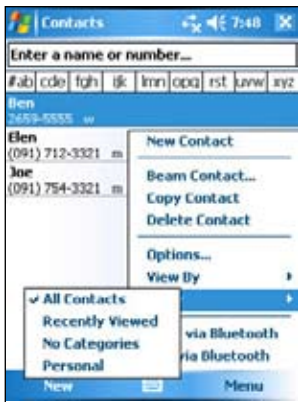 Contacts 7:48
Enter a name or number...
#ab cde fgh ijk lmn opq rst uvw xyz
Ben
2659-5555 w
Elen
(091) 712-3321 m
Joe
(091) 754-3321 m
New Contact
Beam Contact...
Copy Contact
Delete Contact
Options...
View By
All Contacts
Recently Viewed
No Categories
Personal
via Bluetooth
via Bluetooth
New Menu